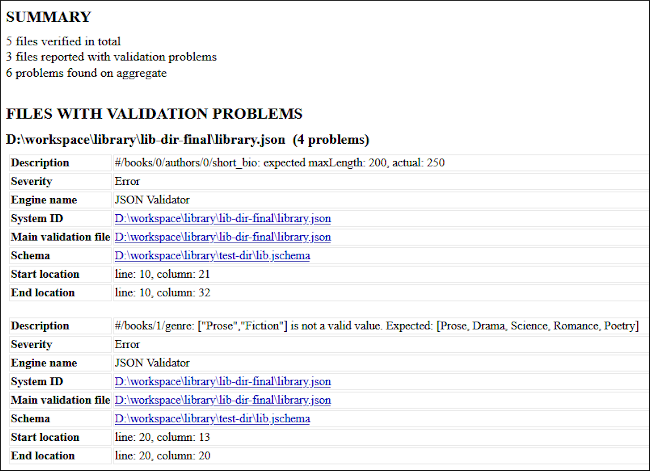 SUMMARY
5 files verified in total
3 files reported with validation problems
6 problems found on aggregate
FILES WITH VALIDATION PROBLEMS
D:\workspace\library\lib-dir-final\library.json (4 problems)
Description #/books/0/authors/0/short_bio: expected maxLength: 200, actual: 250
Severity Error
Engine name JSON Validator
System ID D:\workspace\library\lib-dir-final\library.json
Main validation file D:\workspace\library\lib-dir-final\library.json
Schema D:\workspace\library\test-dir\lib.jschema
Start location line: 10, column: 21
End location line: 10, column: 32
Description #/books/1/genre: ["Prose","Fiction"] is not a valid value. Expected: [Prose, Drama, Science, Romance, Poetry]
Severity Error
Engine name JSON Validator
System ID D:\workspace\library\lib-dir-final\library.json
Main validation file D:\workspace\library\lib-dir-final\library.json
Schema D:\workspace\library\test-dir\lib.jschema
Start location line: 20, column: 13
End location line: 20, column: 20